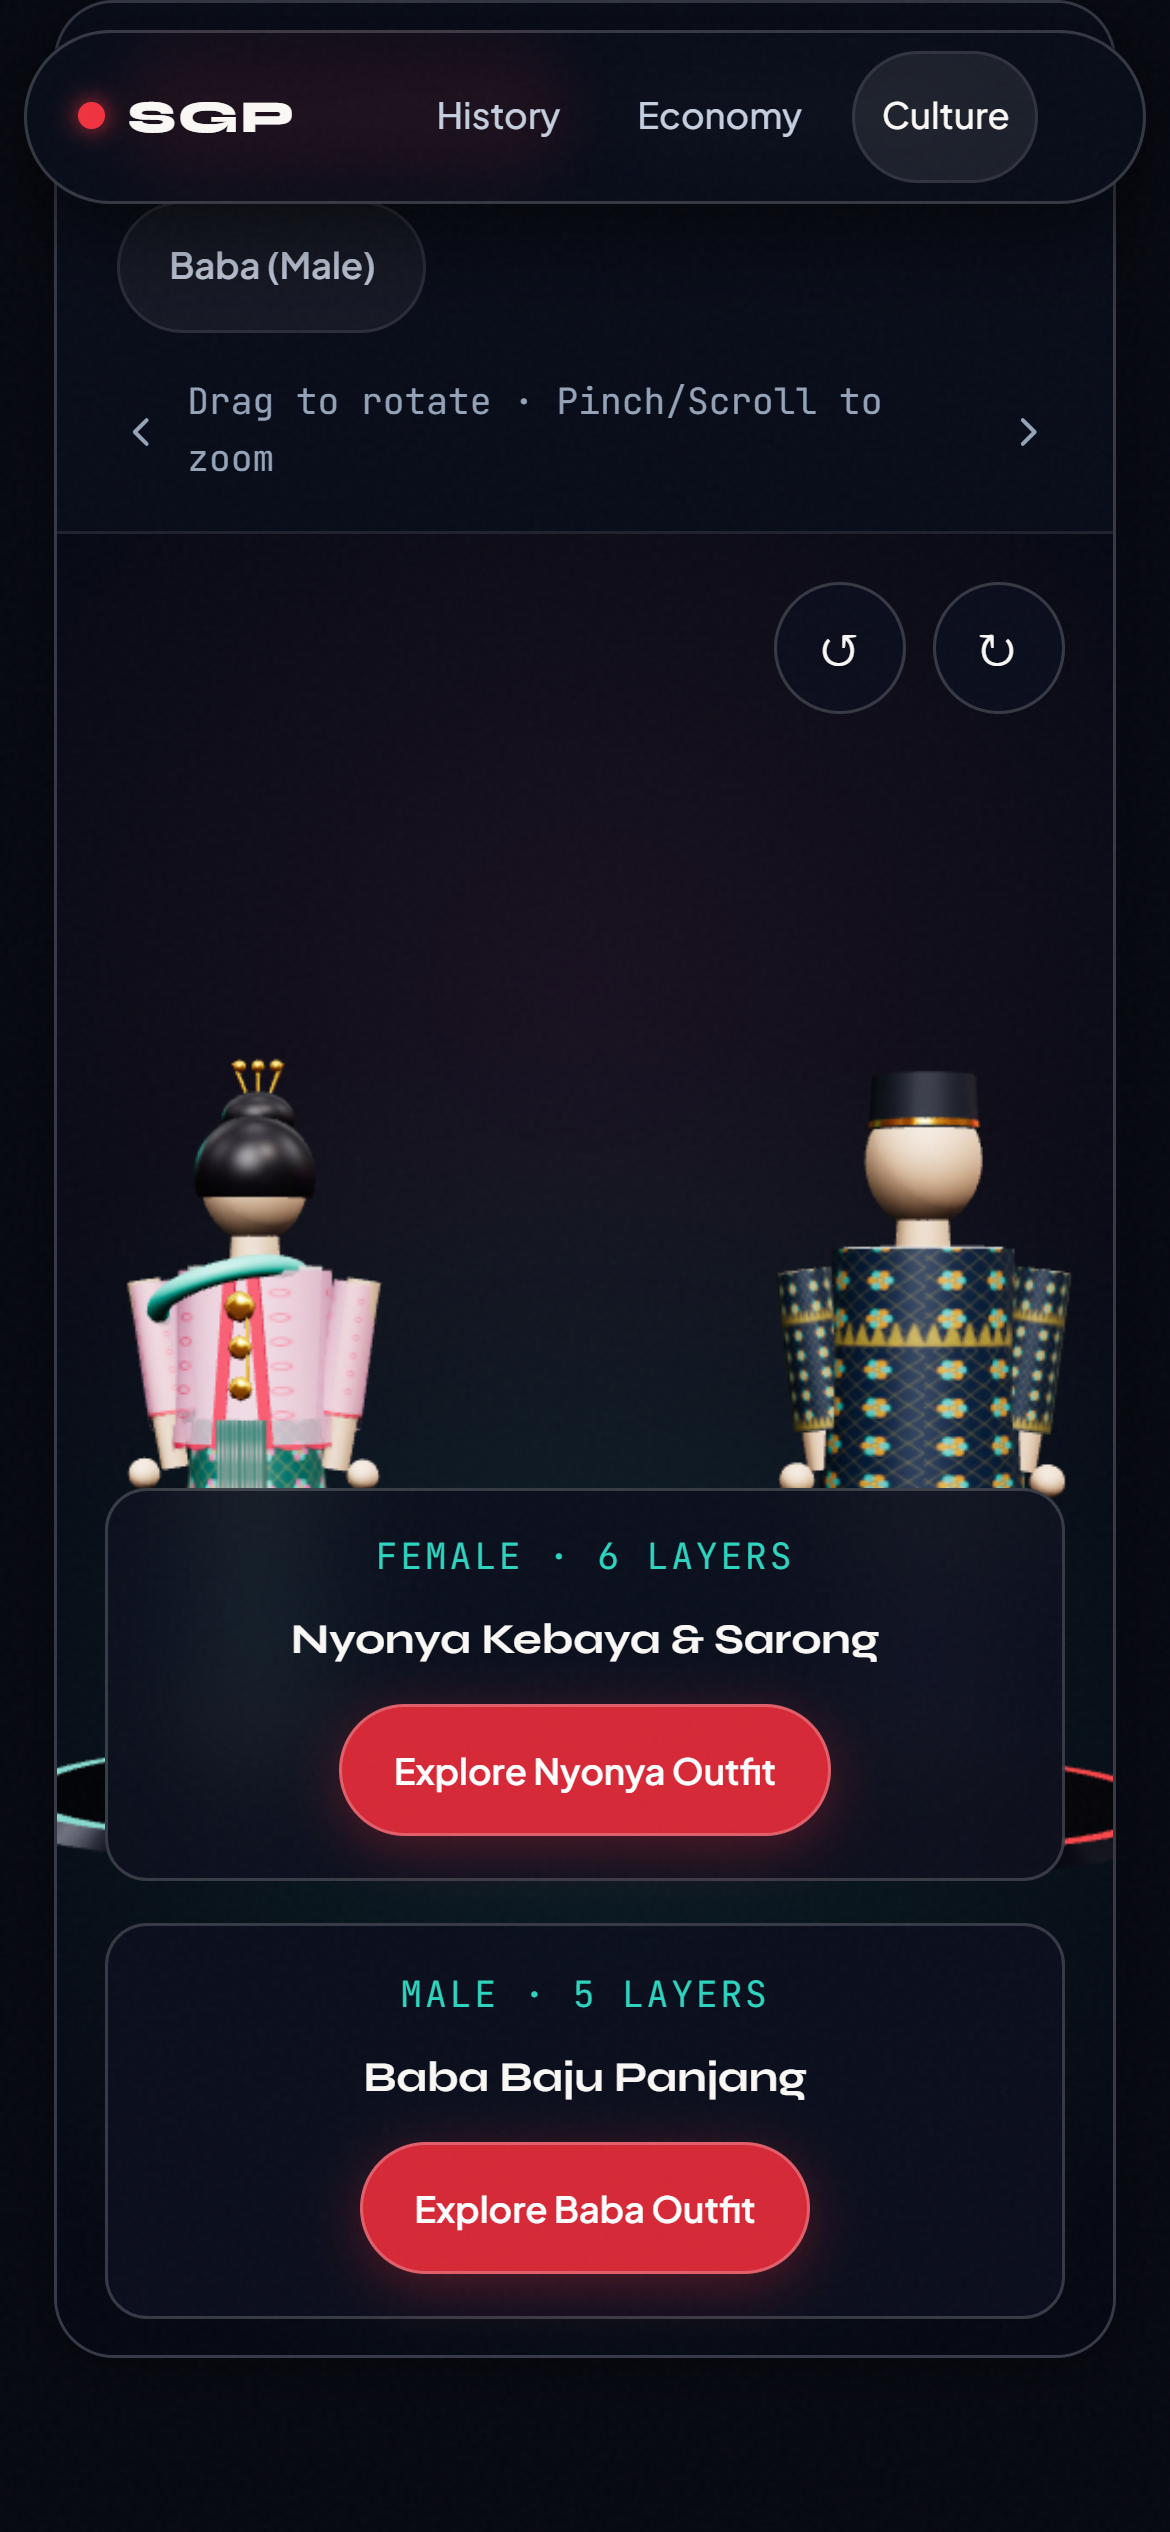 SGP
History
Economy
Culture
Baba (Male)
Drag to rotate · Pinch/Scroll to
zoom
FEMALE · 6 LAYERS
Nyonya Kebaya & Sarong
Explore Nyonya Outfit
MALE · 5 LAYERS
Baba Baju Panjang
Explore Baba Outfit